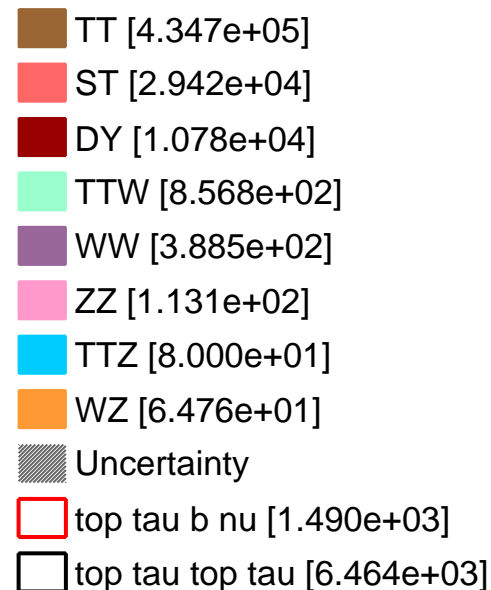 TT [4.347e+05]
ST [2.942e+04]
DY [1.078e+04]
TTW [8.568e+02]
WW [3.885e+02]
ZZ [1.131e+02]
TTZ [8.000e+01]
WZ [6.476e+01]
Uncertainty
top tau b nu [1.490e+03]
top tau top tau [6.464e+03]